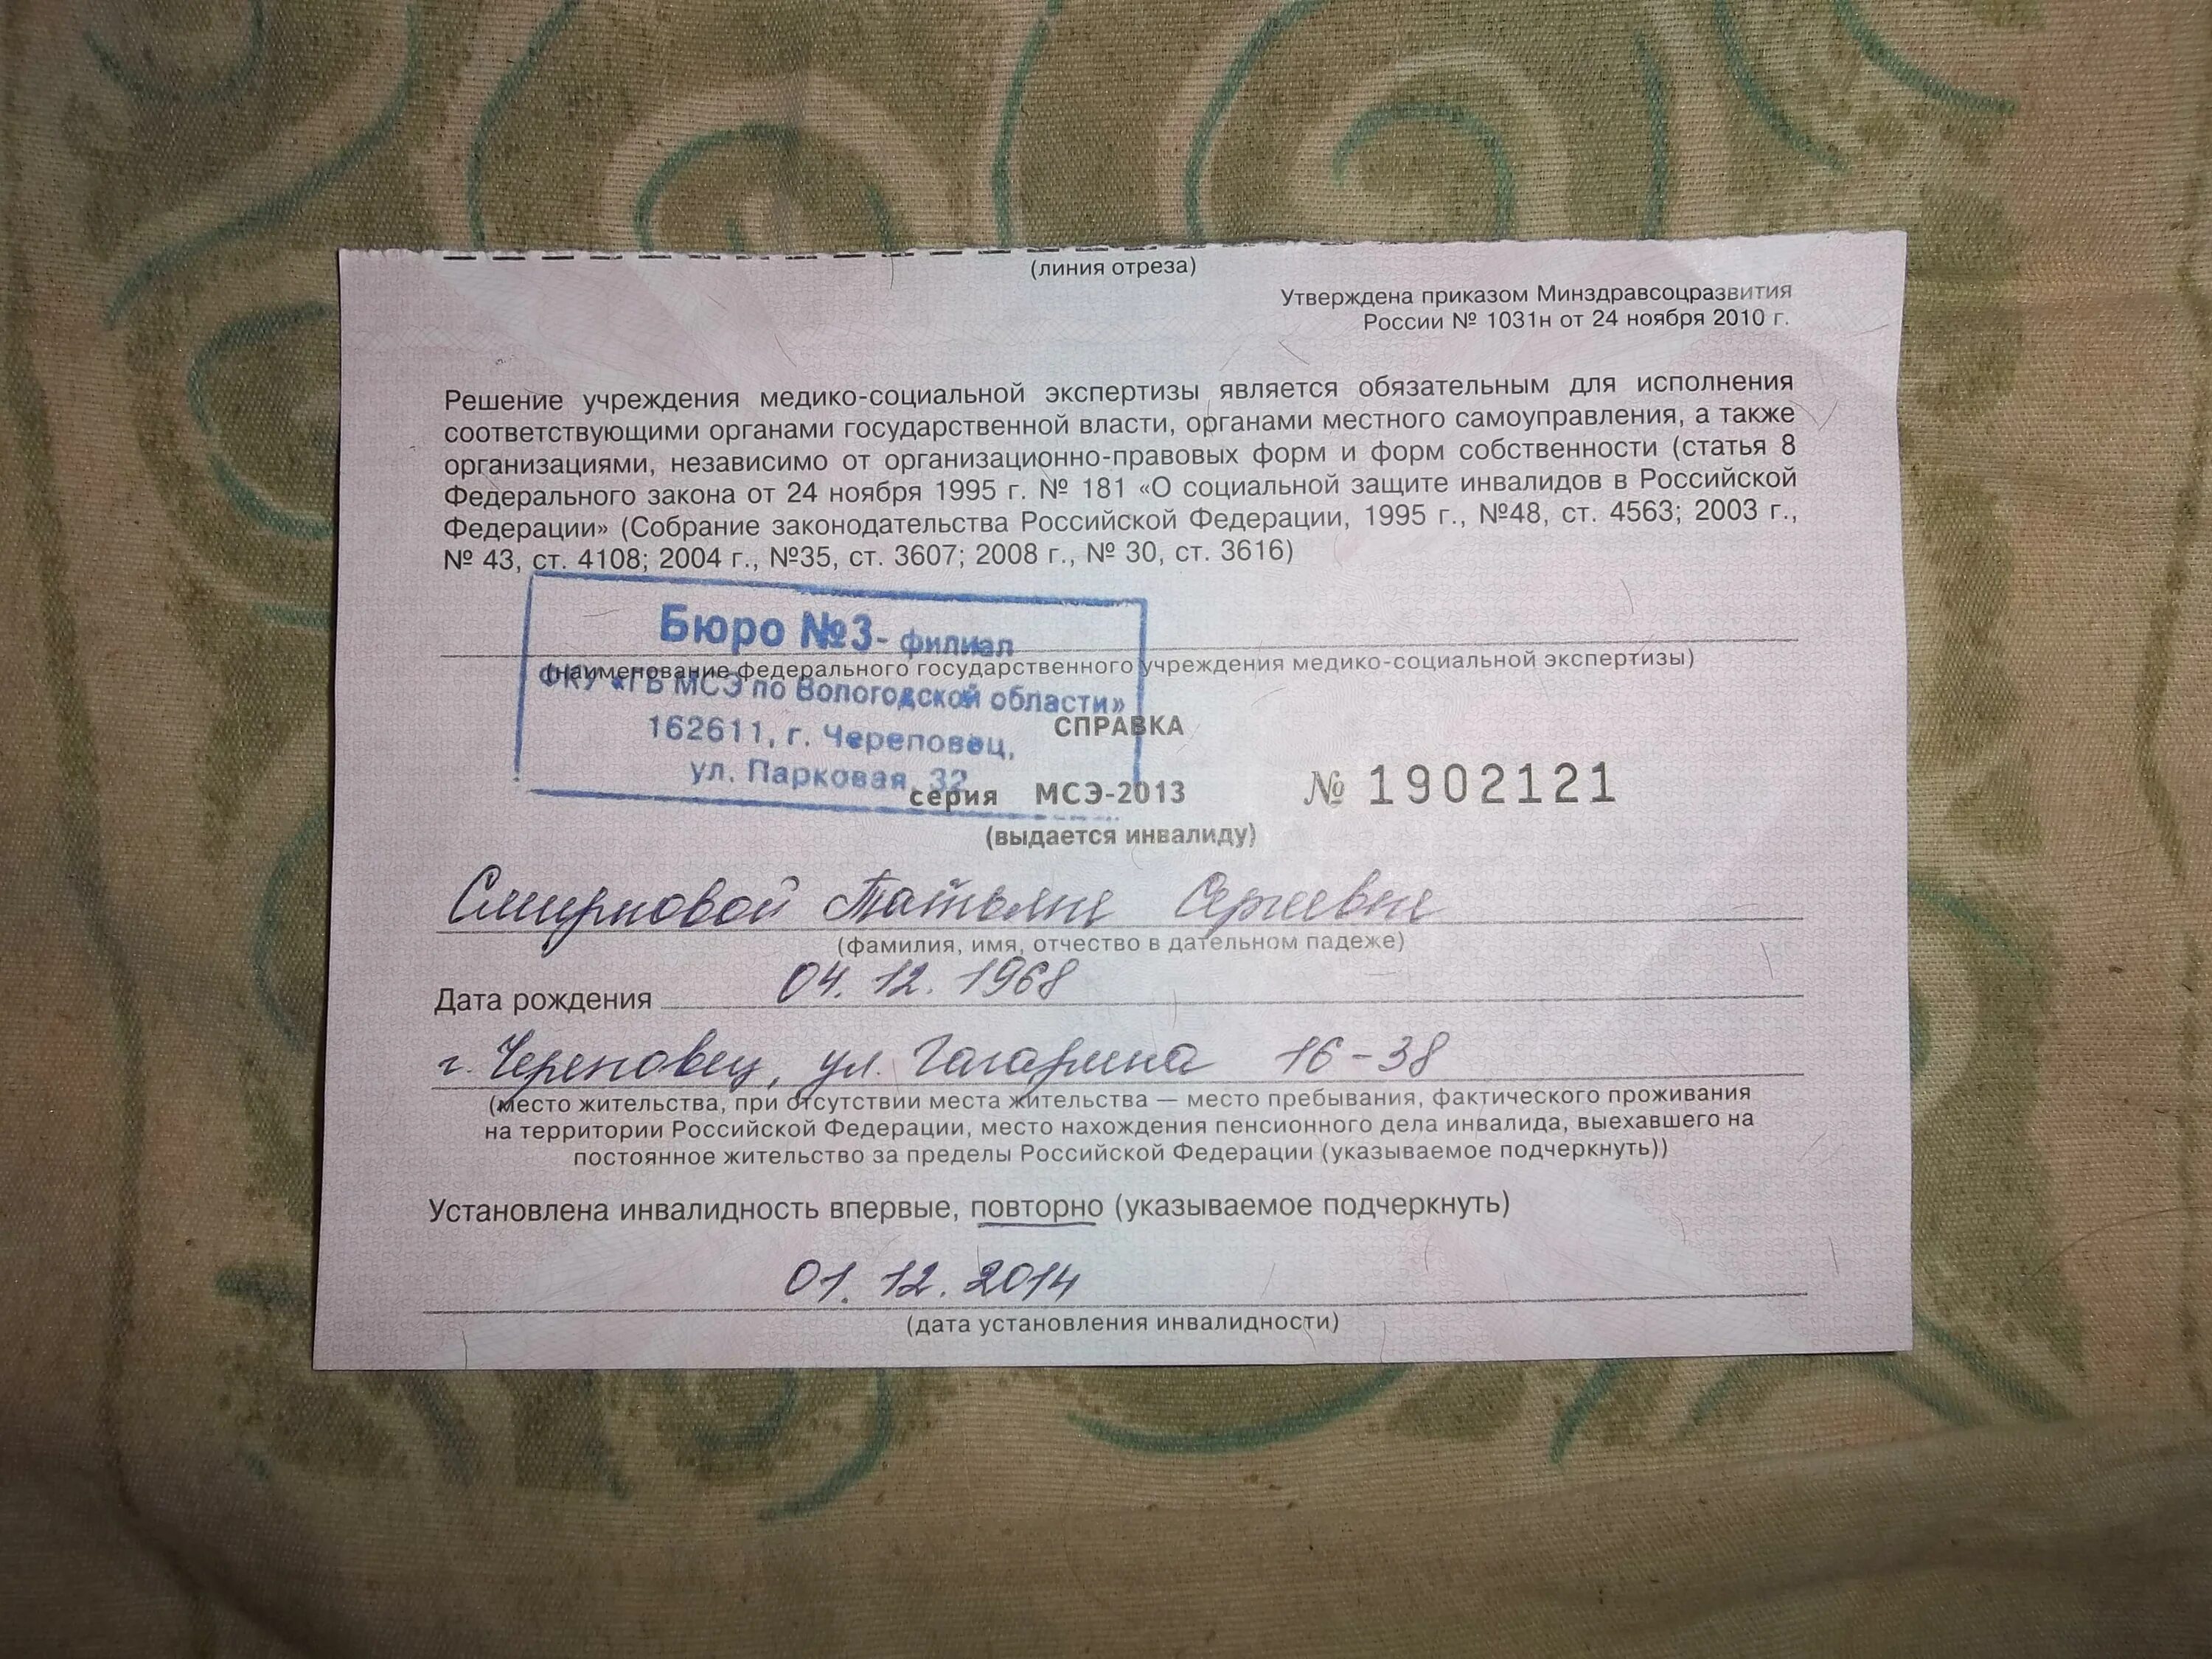 (линия отреза)
Утверждена приказом Минздравсоцразвития
России № 1031н от 24 ноября 2010 г.
Решение учреждения медико-социальной экспертизы является обязательным для исполнения
соответствующими органами государственной власти, органами местного самоуправления, а также
организациями, независимо от организационно-правовых форм и форм собственности (статья 8
Федерального закона от 24 ноября 1995 г. № 181 «О социальной защите инвалидов в Российской
Федерации» (Собрание законодательства Российской Федерации, 1995 г., №48, ст. 4563; 2003 г.,
№ 43, ст. 4108; 2004 г., №35, ст. 3607; 2008 г., № 30, ст. 3616)
Бюро №3- филиал
(наименование федерального государственного учреждения медико-социальной экспертизы)
ФКУ «ГБ МСЭ по Вологодской области»
162611, г. Череповец,
ул. Парковая, 32
СПРАВКА
серия МСЭ-2013 № 1902121
(выдается инвалиду)
Смирновой Татьяне Сергеевне
(фамилия, имя, отчество в дательном падеже)
Дата рождения 04. 12. 1968
г. Череповец, ул. Гагарина 16-38
(место жительства, при отсутствии места жительства — место пребывания, фактического проживания
на территории Российской Федерации, место нахождения пенсионного дела инвалида, выехавшего на
постоянное жительство за пределы Российской Федерации (указываемое подчеркнуть))
Установлена инвалидность впервые, повторно (указываемое подчеркнуть)
01. 12. 2014
(дата установления инвалидности)